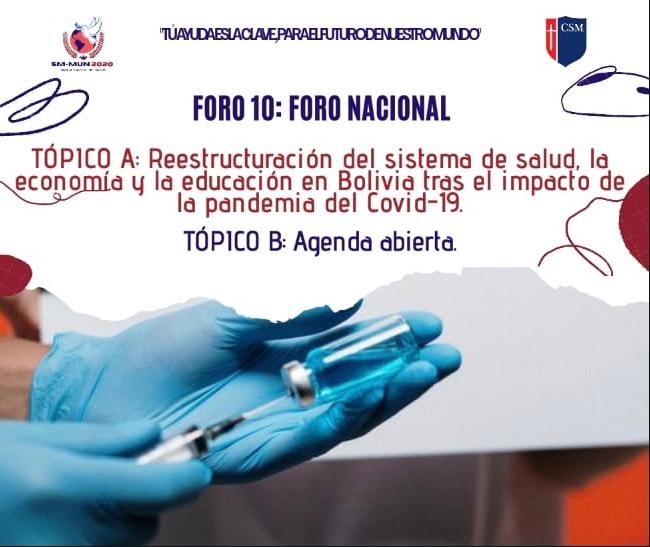 "TÚ AYUDA ES LA CLAVE, PARA EL FUTURO DE NUESTRO MUNDO"
SM-MUN 2020
CSM
FORO 10: FORO NACIONAL
TÓPICO A: Reestructuración del sistema de salud, la
economía y la educación en Bolivia tras el impacto de
la pandemia del Covid-19.
TÓPICO B: Agenda abierta.